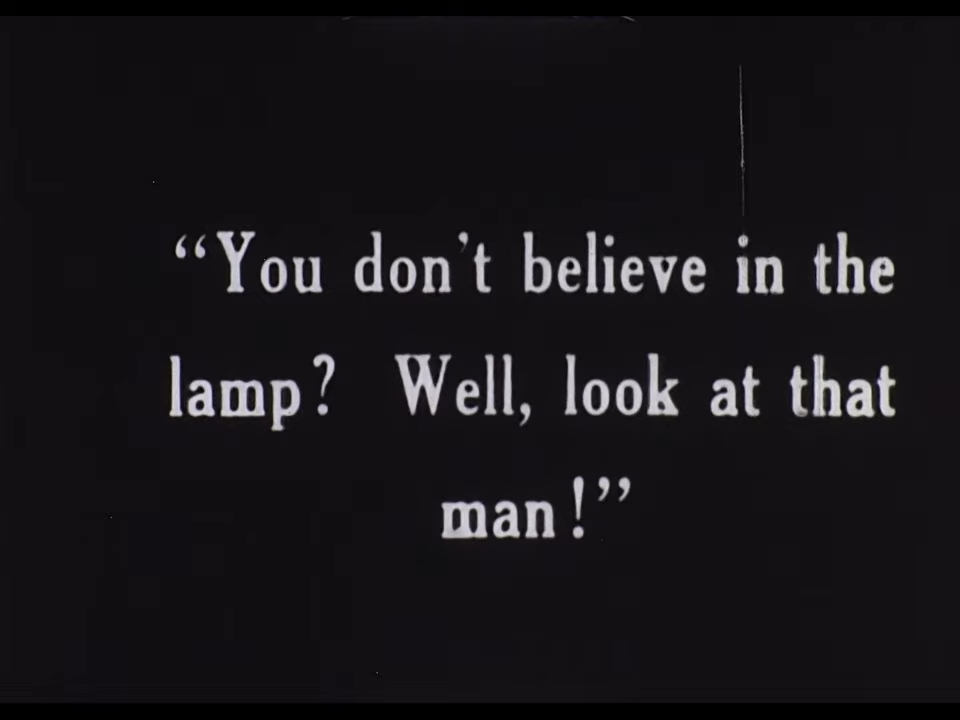 “You don't believe in the
lamp? Well, look at that
man!”